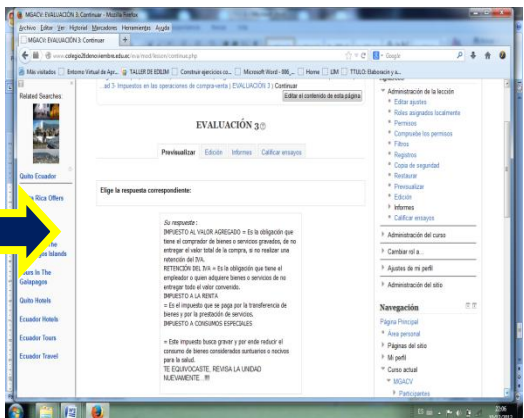 MGACV: EVALUACIÓN 3: Continuar - Mozilla Firefox
Archivo Editar Ver Historial Marcadores Herramientas Ayuda
MGACV: EVALUACIÓN 3: Continuar
Google
Más visitados
Entorno Virtual de Apr...
TALLER DE EDILIM
Construir ejercicios co...
Microsoft Word - 086_...
Home
LIM
TTULO: Elaboración y a...
Related Searches:
Quito Ecuador
Rica Offers
The
Islands
Tours In The
Galapagos
Quito Hotels
Ecuador Hotels
Ecuador Tours
Ecuador Travel
...ad 3- Impuestos en las operaciones de compra-venta | EVALUACIÓN 3 | Continuar
Editar el contenido de esta página
EVALUACIÓN 3
Previsualizar Edición Informes Calificar ensayos
Elige la respuesta correspondiente:
Su respuesta :
IMPUESTO AL VALOR AGREGADO = Es la obligación que
tiene el comprador de bienes o servicios gravados, de no
entregar el valor total de la compra, si no realizar una
retención del IVA.
RETENCIÓN DEL IVA = Es la obligación que tiene el
empleador o quien adquiere bienes o servicios de no
entregar todo el valor convenido.
IMPUESTO A LA RENTA
= Es el impuesto que se paga por la transferencia de
bienes y por la prestación de servicios.
IMPUESTO A CONSUMOS ESPECIALES
= Este impuesto busca gravar y por ende reducir el
consumo de bienes considerados suntuarios o nocivos
para la salud.
TE EQUIVOCASTE, REVISA LA UNIDAD
NUEVAMENTE ..!!!
Administración de la lección
Editar ajustes
Roles asignados localmente
Permisos
Compruebe los permisos
Filtros
Registros
Copia de seguridad
Restaurar
Previsualizar
Edición
Informes
Calificar ensayos
Administración del curso
Cambiar rol a...
Ajustes de mi perfil
Administración del sitio
Navegación
Página Principal
Área personal
Páginas del sitio
Mi perfil
Curso actual
MGACV
Participantes
22:06